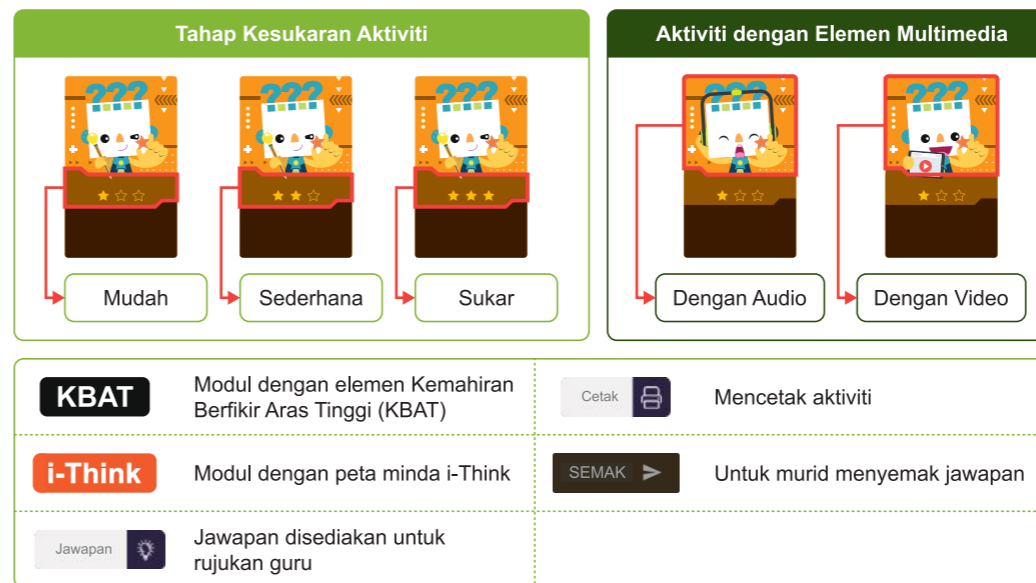 Tahap Kesukaran Aktiviti
Aktiviti dengan Elemen Multimedia
???
???
???
???
???
Mudah
Sederhana
Sukar
Dengan Audio
Dengan Video
KBAT
Modul dengan elemen Kemahiran
Berfikir Aras Tinggi (KBAT)
Cetak
Mencetak aktiviti
i-Think
Modul dengan peta minda i-Think
SEMAK
Untuk murid menyemak jawapan
Jawapan
Jawapan disediakan untuk
rujukan guru